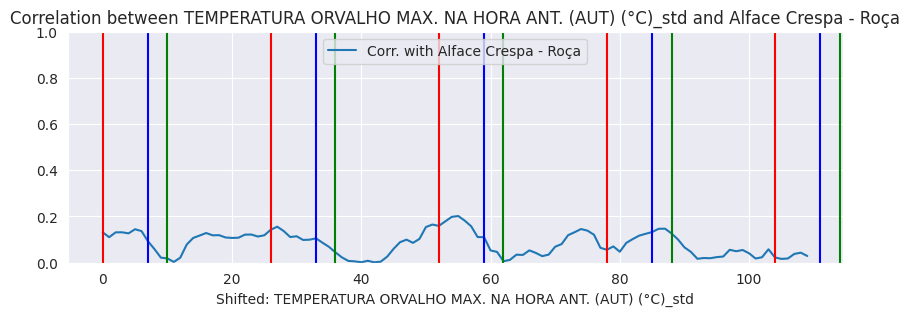 Correlation between TEMPERATURA ORVALHO MAX. NA HORA ANT. (AUT) (°C)_std and Alface Crespa - Roça
Corr. with Alface Crespa - Roça
1.0
0.8
0.6
0.4
0.2
0.0
0 20 40 60 80 100
Shifted: TEMPERATURA ORVALHO MAX. NA HORA ANT. (AUT) (°C)_std